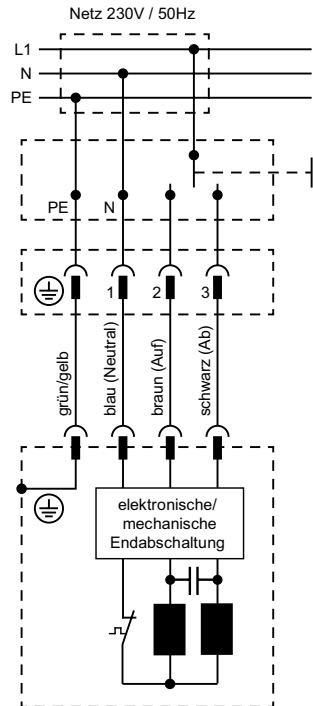 Netz 230V / 50Hz
L1
N
PE
PE
N
1
2
3
grün/gelb
blau (Neutral)
braun (Auf)
schwarz (Ab)
elektronische/
mechanische
Endabschaltung